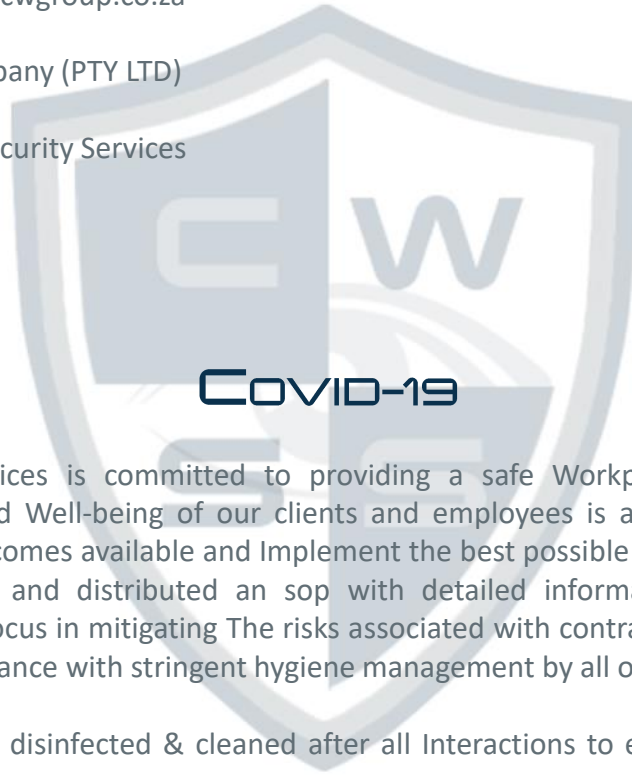 ewgroup.co.za
pany (PTY LTD)
curity Services
C W
COVID-19
S S
vices is committed to providing a safe Workp
d Well-being of our clients and employees is a
comes available and Implement the best possible
and distributed an sop with detailed informa
ocus in mitigating The risks associated with contra
ance with stringent hygiene management by all o
disinfected & cleaned after all Interactions to e